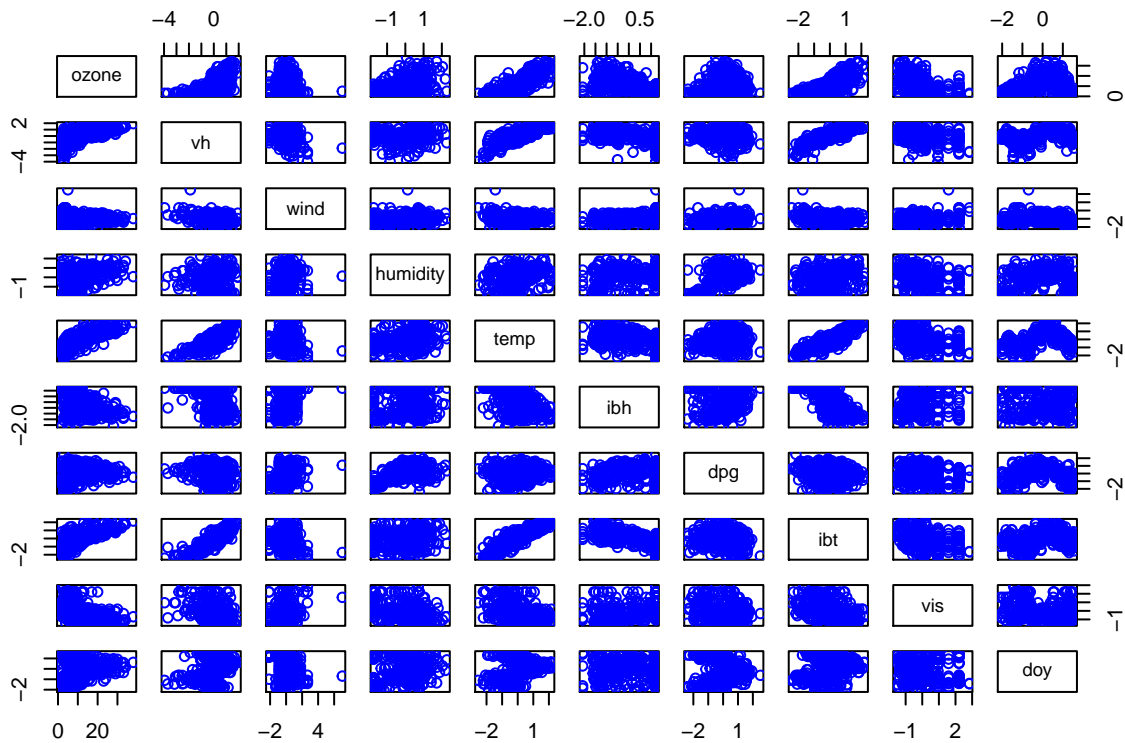 −4 0 −1 1 −2.0 0.5 −2 1 −2 0
ozone 0
2 −4 vh
wind −2
−1 humidity
temp −2
−2.0 ibh
dpg −2
−2 ibt
vis −1
−2 doy
0 20 −2 4 −2 1 −2 1 −1 2